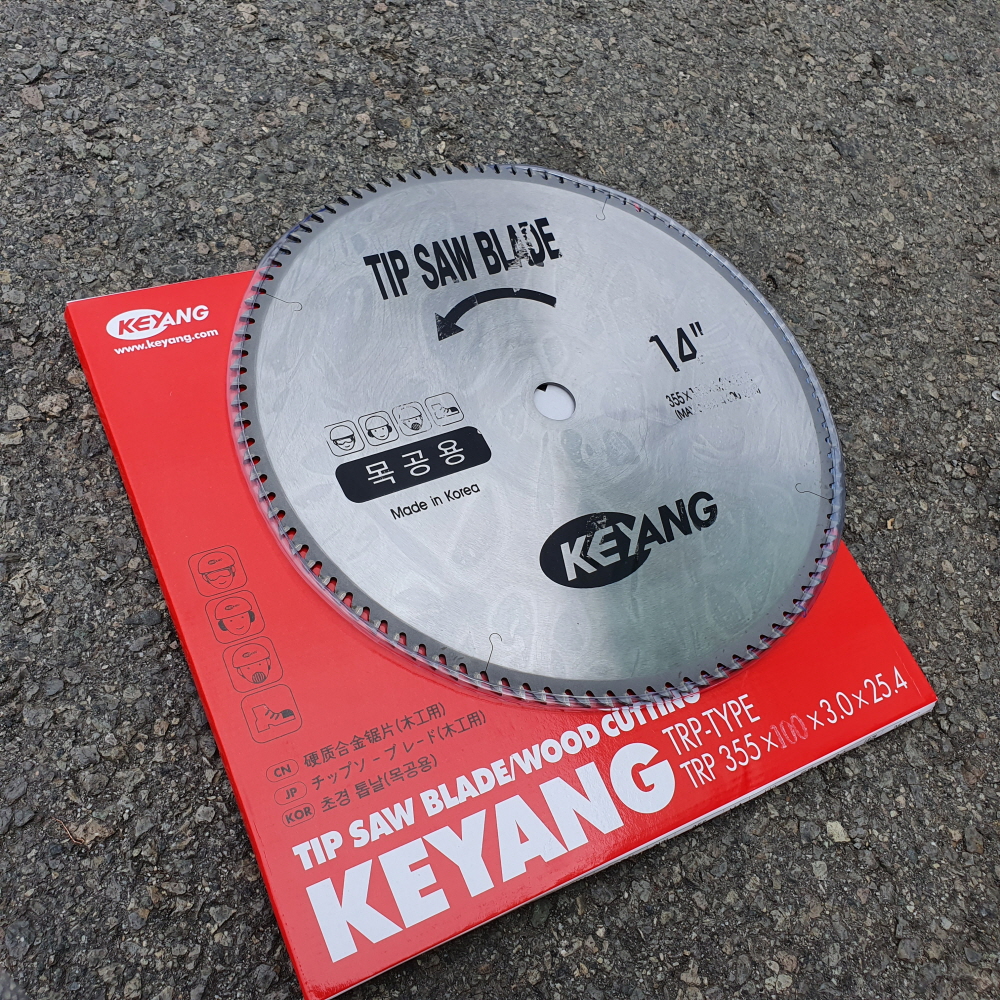 TIP SAW BLADE
14"
목공용
Made in Korea
KEYANG
KEYANG
www.keyang.com
CN 硬质合金锯片(木工用)
JP チップソーブレード(木工用)
KOR 초경 톱날(목공용)
TIP SAW BLADE/WOOD CUTTING
KEYANG
TRP-TYPE
TRP 355×100×3.0×25.4